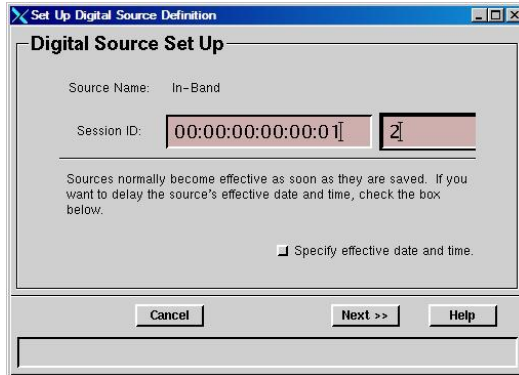 Set Up Digital Source Definition
Digital Source Set Up
Source Name: In-Band
Session ID: 00:00:00:00:00:01 2
Sources normally become effective as soon as they are saved. If you
want to delay the source's effective date and time, check the box
below.
Specify effective date and time.
Cancel Next >> Help